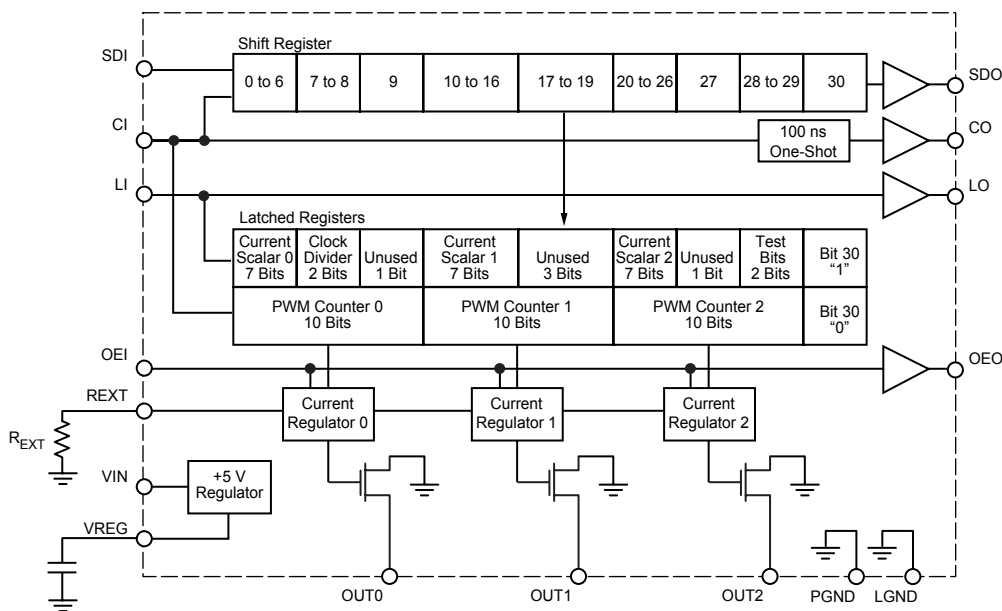 Shift Register
SDI
0 to 6
7 to 8
9
10 to 16
17 to 19
20 to 26
27
28 to 29
30
SDO
CI
100 ns
One-Shot
CO
LI
LO
Latched Registers
Current
Scalar 0
7 Bits
Clock
Divider
2 Bits
Unused
1 Bit
Current
Scalar 1
7 Bits
Unused
3 Bits
Current
Scalar 2
7 Bits
Unused
1 Bit
Test
Bits
2 Bits
Bit 30
“1”
PWM Counter 0
10 Bits
PWM Counter 1
10 Bits
PWM Counter 2
10 Bits
Bit 30
“0”
OEI
OEO
REXT
Current
Regulator 0
Current
Regulator 1
Current
Regulator 2
REXT
VIN
+5 V
Regulator
VREG
OUT0
OUT1
OUT2
PGND
LGND